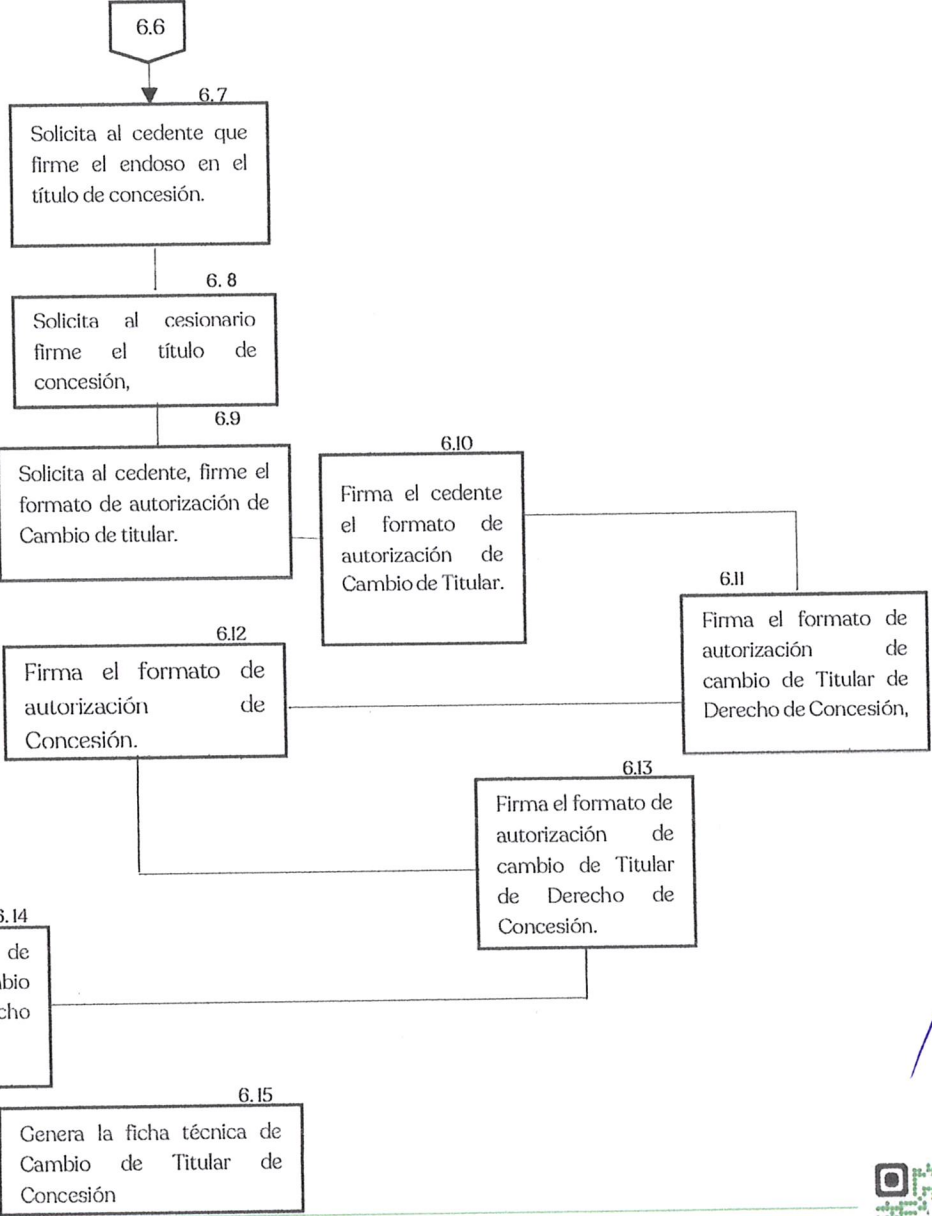 6.6
6.7
Solicita al cedente que
firme el endoso en el
título de concesión.
6. 8
Solicita al cesionario
firme el título de
concesión,
6.9
Solicita al cedente, firme el
formato de autorización de
Cambio de titular.
6.10
Firma el cedente
el formato de
autorización de
Cambio de Titular.
6.11
Firma el formato de
autorización de
cambio de Titular de
Derecho de Concesión,
6.12
Firma el formato de
autorización de
Concesión.
6.13
Firma el formato de
autorización de
cambio de Titular
de Derecho de
Concesión.
6.14
de
6.15
Genera la ficha técnica de
Cambio de Titular de
Concesión